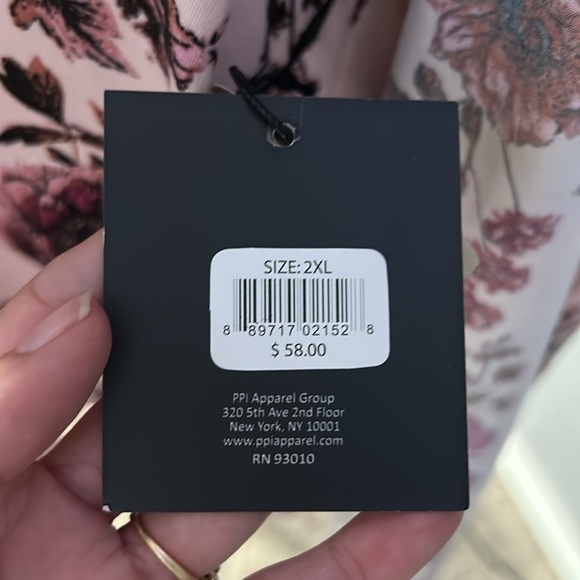 SIZE: 2XL
8 89717 02152 8
$ 58.00
PPI Apparel Group
320 5th Ave 2nd Floor
New York, NY 10001
www.ppiapparel.com
RN 93010